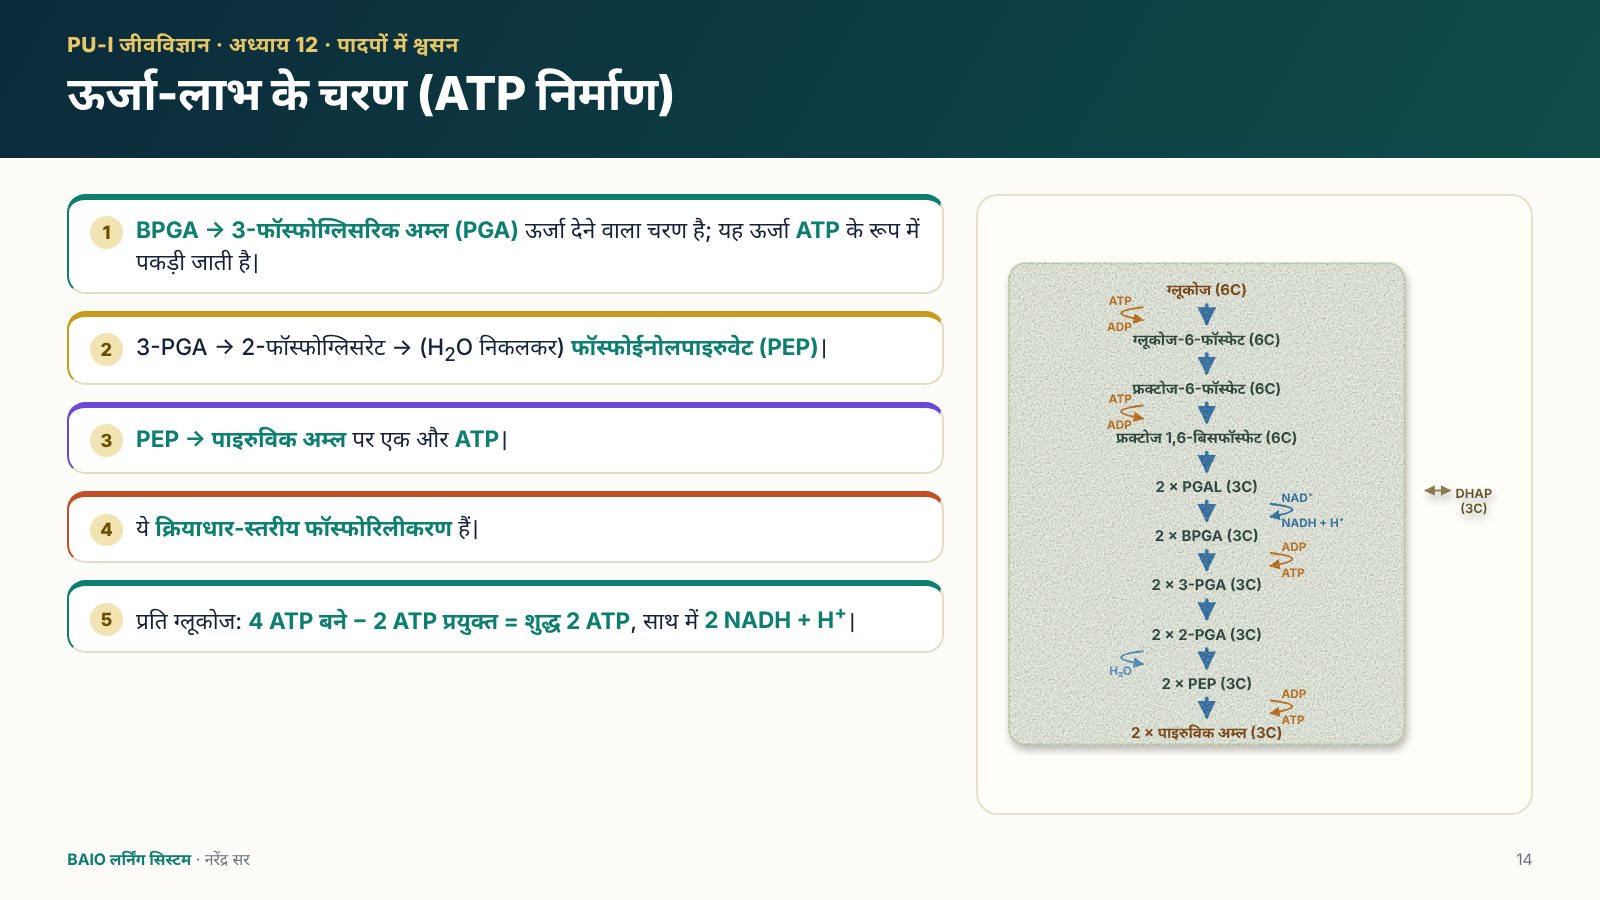 PU-I जीवविज्ञान · अध्याय 12 · पादपों में श्वसन
ऊर्जा-लाभ के चरण (ATP निर्माण)
1
BPGA → 3-फॉस्फोग्लिसरिक अम्ल (PGA) ऊर्जा देने वाला चरण है; यह ऊर्जा ATP के रूप में
पकड़ी जाती है|
2
3-PGA → 2-फॉस्फोग्लिसरेट → (H₂O निकलकर) फॉस्फोईनोलपाइरुवेट (PEP)|
3
PEP → पाइरुविक अम्ल पर एक और ATP|
4
ये क्रियाधार-स्तरीय फॉस्फोरिलीकरण हैं|
5
प्रति ग्लूकोज: 4 ATP बने − 2 ATP प्रयुक्त = शुद्ध 2 ATP, साथ में 2 NADH + H⁺|
ग्लूकोज (6C)
ATP
ADP
ग्लूकोज-6-फॉस्फेट (6C)
फ्रक्टोज-6-फॉस्फेट (6C)
ATP
ADP
फ्रक्टोज 1,6-बिसफॉस्फेट (6C)
2 × PGAL (3C)
DHAP
(3C)
NAD⁺
NADH + H⁺
2 × BPGA (3C)
ADP
ATP
2 × 3-PGA (3C)
2 × 2-PGA (3C)
H₂O
2 × PEP (3C)
ADP
ATP
2 × पाइरुविक अम्ल (3C)
BAIO लर्निंग सिस्टम · नरेंद्र सर
14